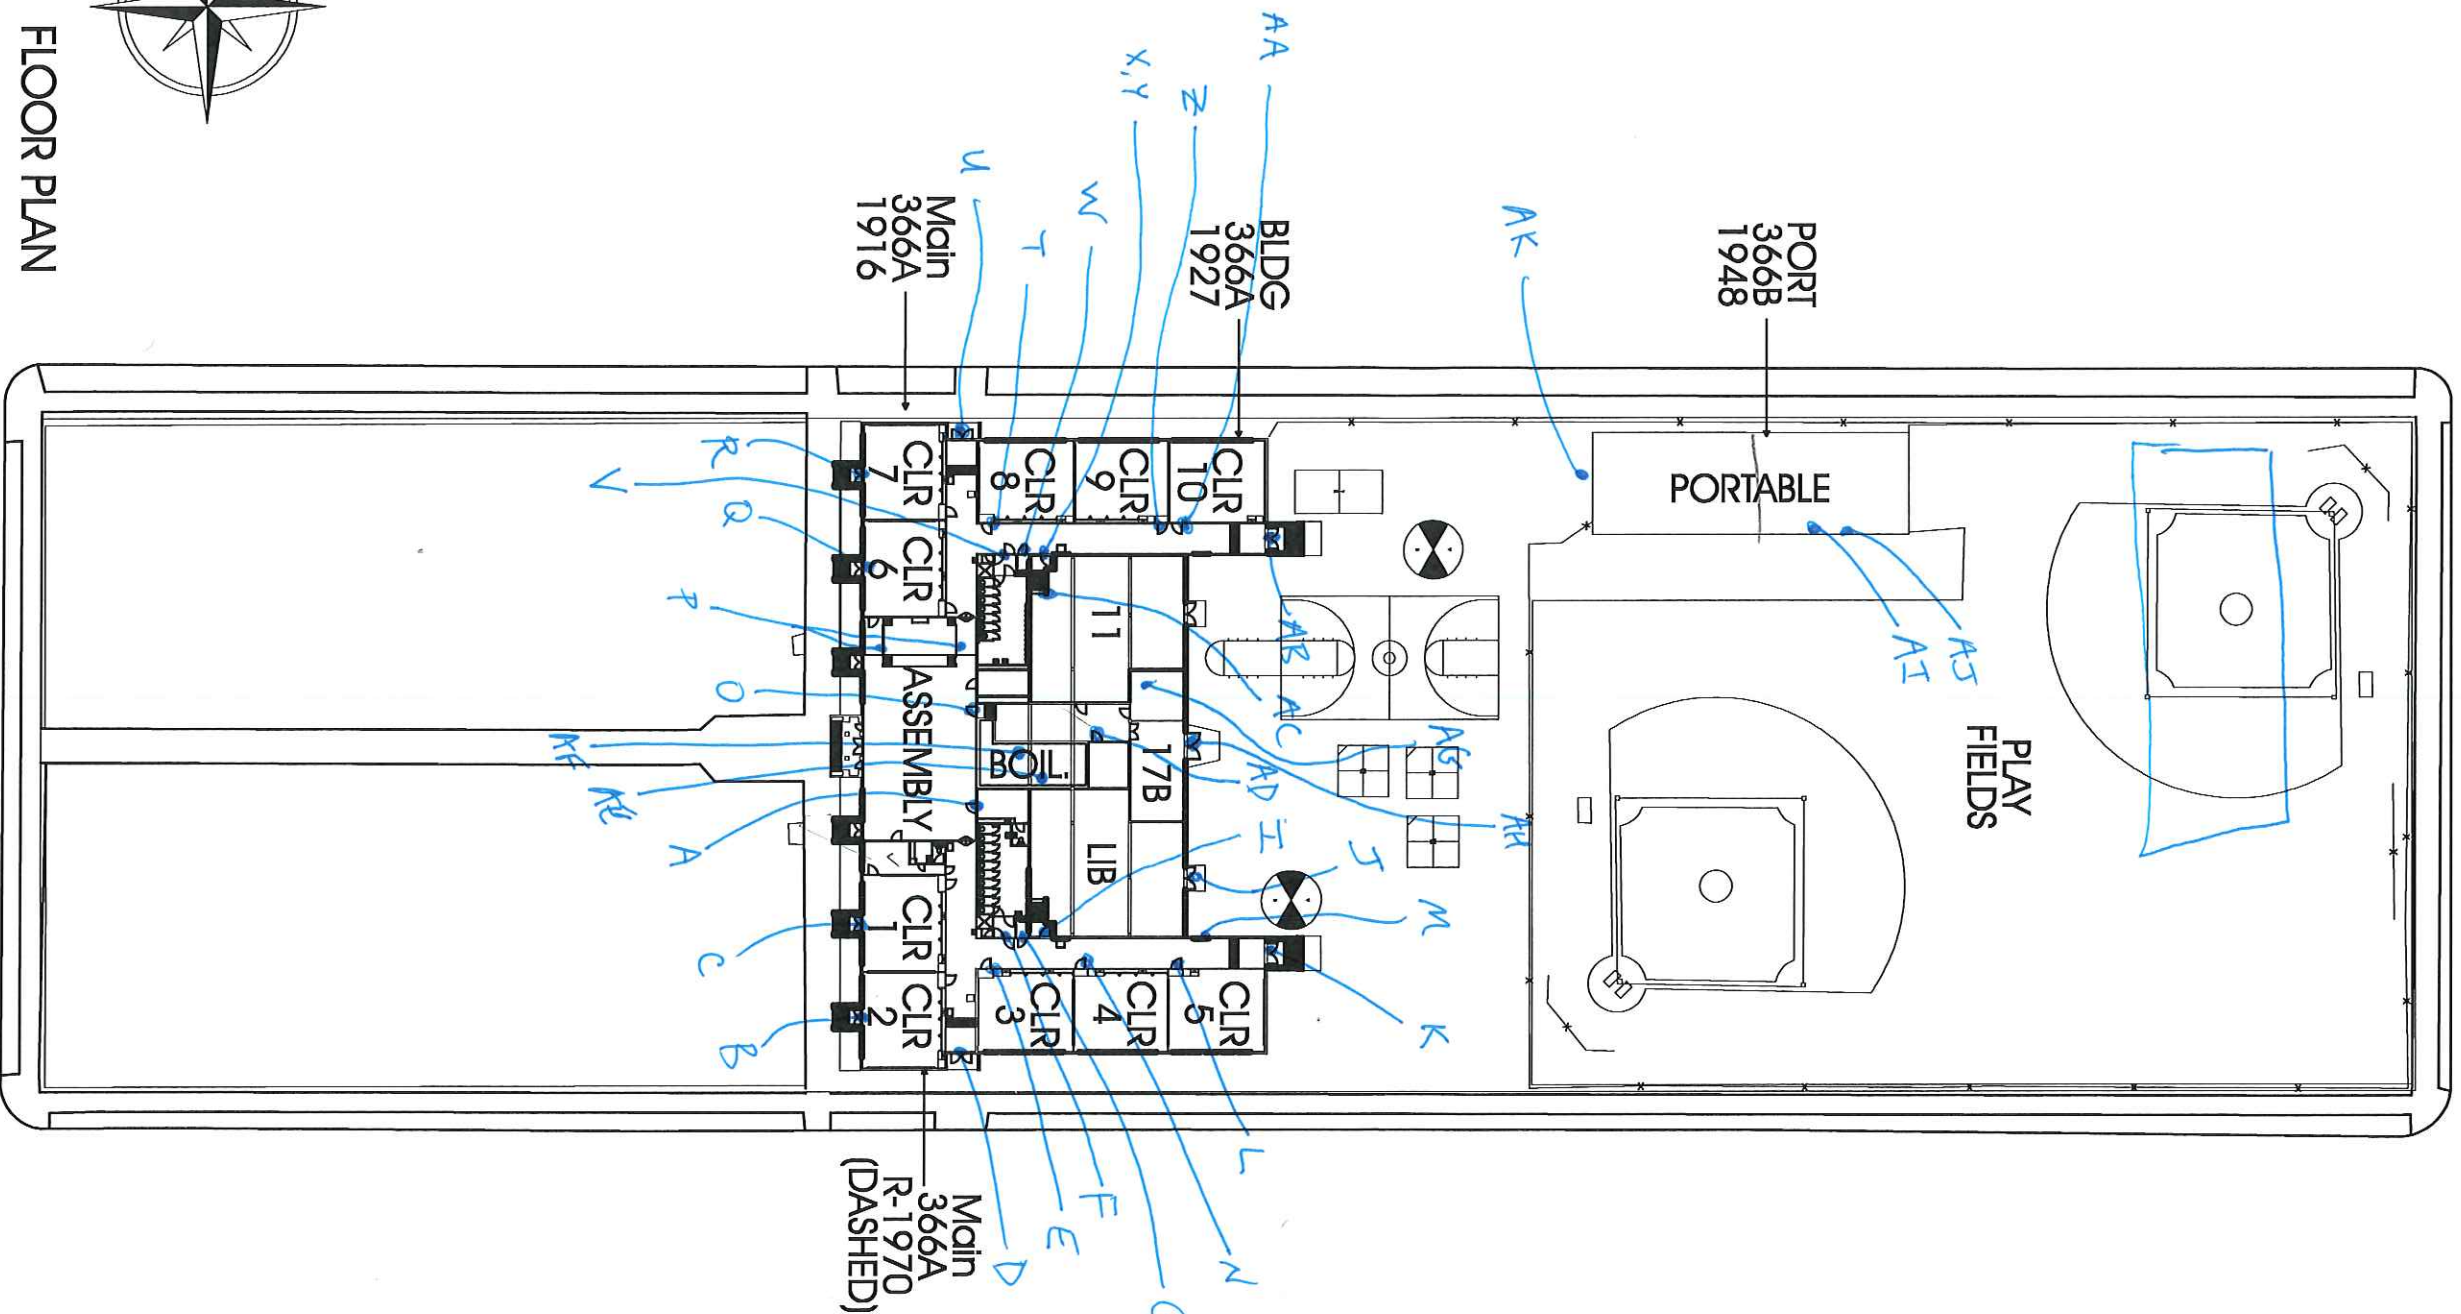 FLOOR PLAN
AA
X,Y
Z
U
W
T
Main
366A
1916
BLDG
366A
1927
AK
PORT
366B
1948
R
V
Q
P
O
AF
AE
A
C
B
CLR
7
CLR
6
ASSEMBLY
CLR
1
CLR
2
CLR
8
CLR
9
CLR
10
11
BOIL.
17B
LIB
CLR
3
CLR
4
CLR
5
PORTABLE
AB
AC
AG
AD
AH
I
J
M
K
L
N
F
E
D
AI
AJ
PLAY
FIELDS
Main
366A
R-1970
(DASHED)